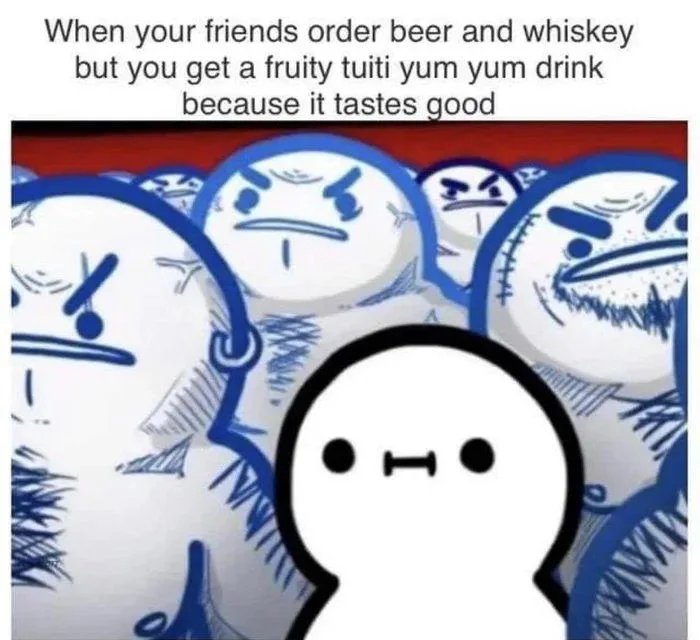 When your friends order beer and whiskey
but you get a fruity tuiti yum yum drink
because it tastes good